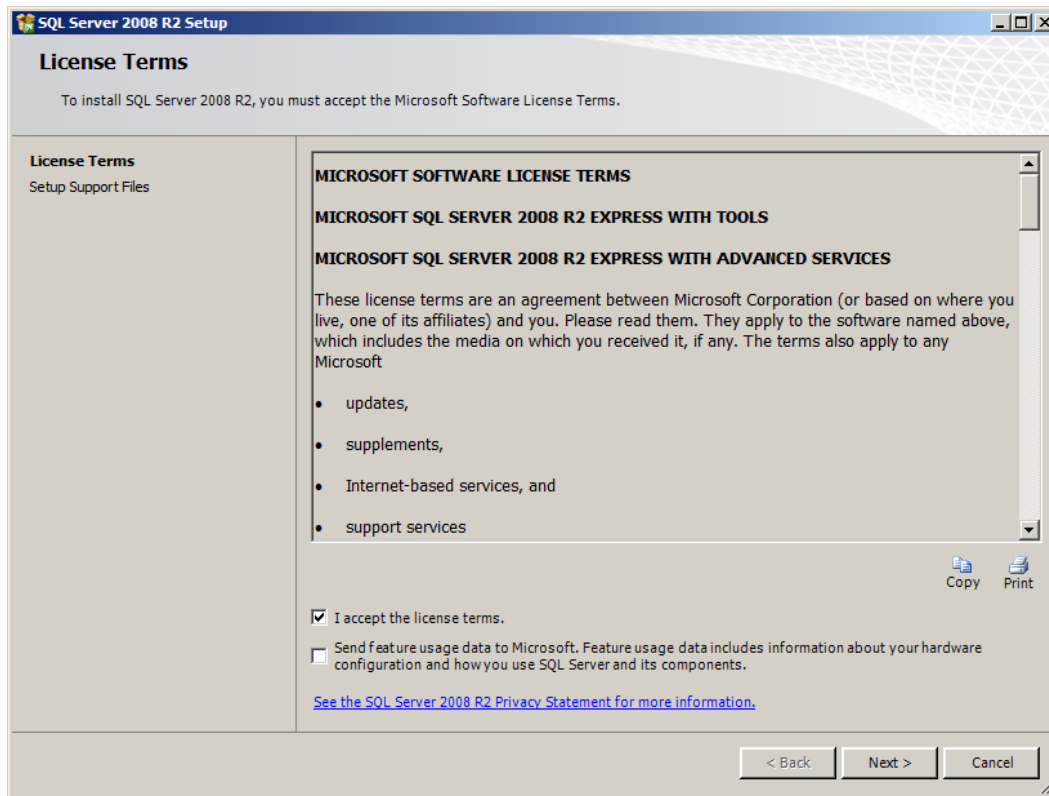 SQL Server 2008 R2 Setup
License Terms
To install SQL Server 2008 R2, you must accept the Microsoft Software License Terms.
License Terms
Setup Support Files
MICROSOFT SOFTWARE LICENSE TERMS
MICROSOFT SQL SERVER 2008 R2 EXPRESS WITH TOOLS
MICROSOFT SQL SERVER 2008 R2 EXPRESS WITH ADVANCED SERVICES
These license terms are an agreement between Microsoft Corporation (or based on where you
live, one of its affiliates) and you. Please read them. They apply to the software named above,
which includes the media on which you received it, if any. The terms also apply to any
Microsoft
• updates,
• supplements,
• Internet-based services, and
• support services
Copy Print
I accept the license terms.
Send feature usage data to Microsoft. Feature usage data includes information about your hardware
configuration and how you use SQL Server and its components.
See the SQL Server 2008 R2 Privacy Statement for more information.
< Back Next > Cancel